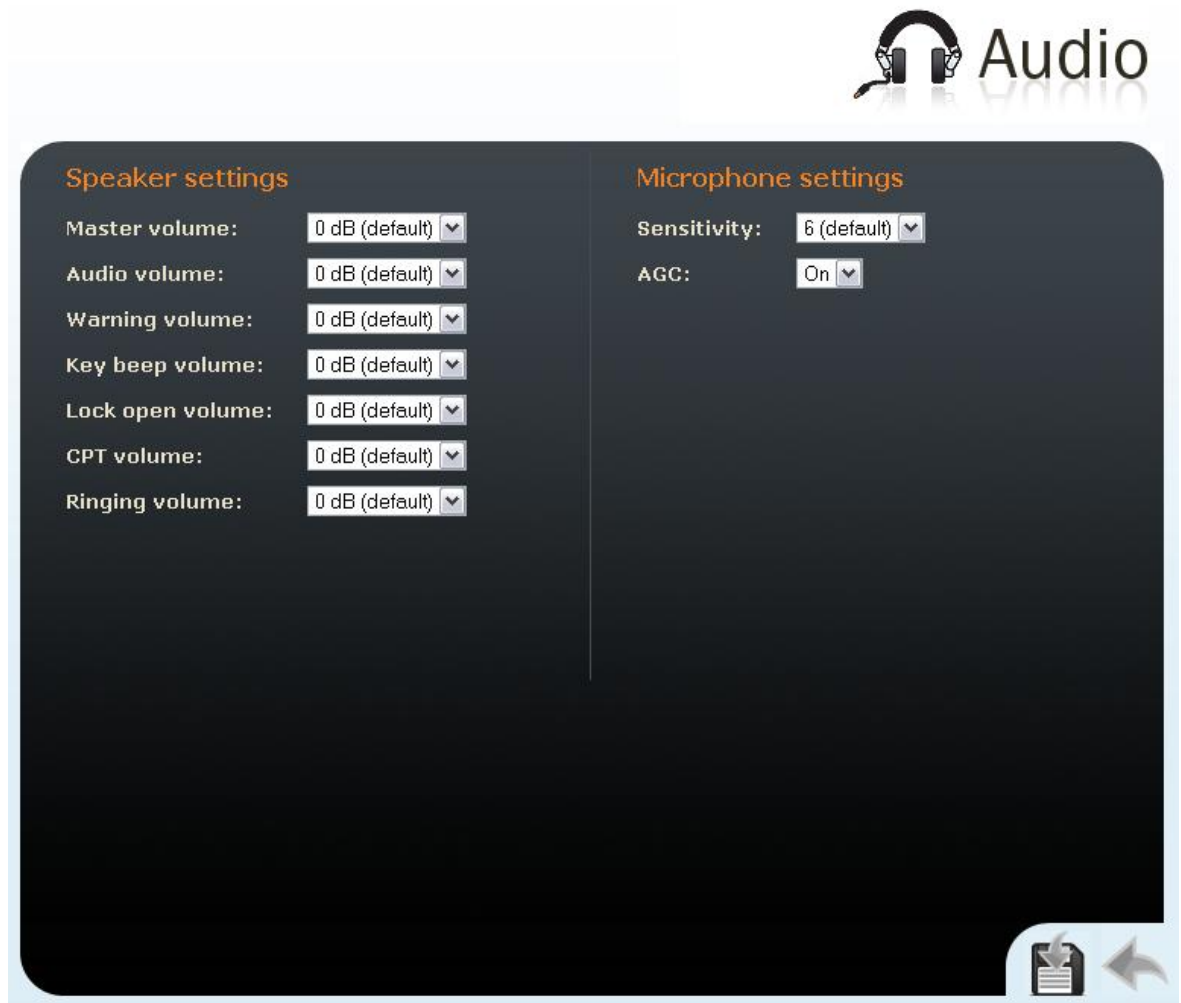 Audio
Speaker settings
Master volume: 0 dB (default)
Audio volume: 0 dB (default)
Warning volume: 0 dB (default)
Key beep volume: 0 dB (default)
Lock open volume: 0 dB (default)
CPT volume: 0 dB (default)
Ringing volume: 0 dB (default)
Microphone settings
Sensitivity: 6 (default)
AGC: On